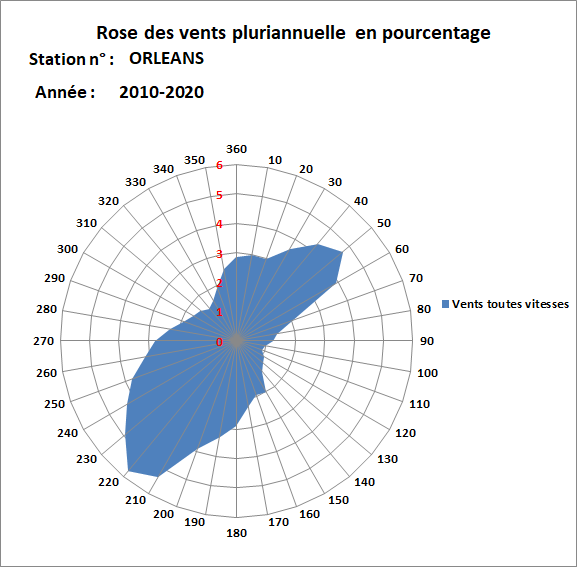 Rose des vents pluriannuelle en pourcentage
Station n° : ORLEANS
Année : 2010-2020
360
350 6 10
340 20
330 5 30
320 40
310 4 50
300 3 60
290 2 70
280 1 80
Vents toutes vitesses
270 0 90
260 100
250 110
240 120
230 130
220 140
210 150
200 160
190 170
180